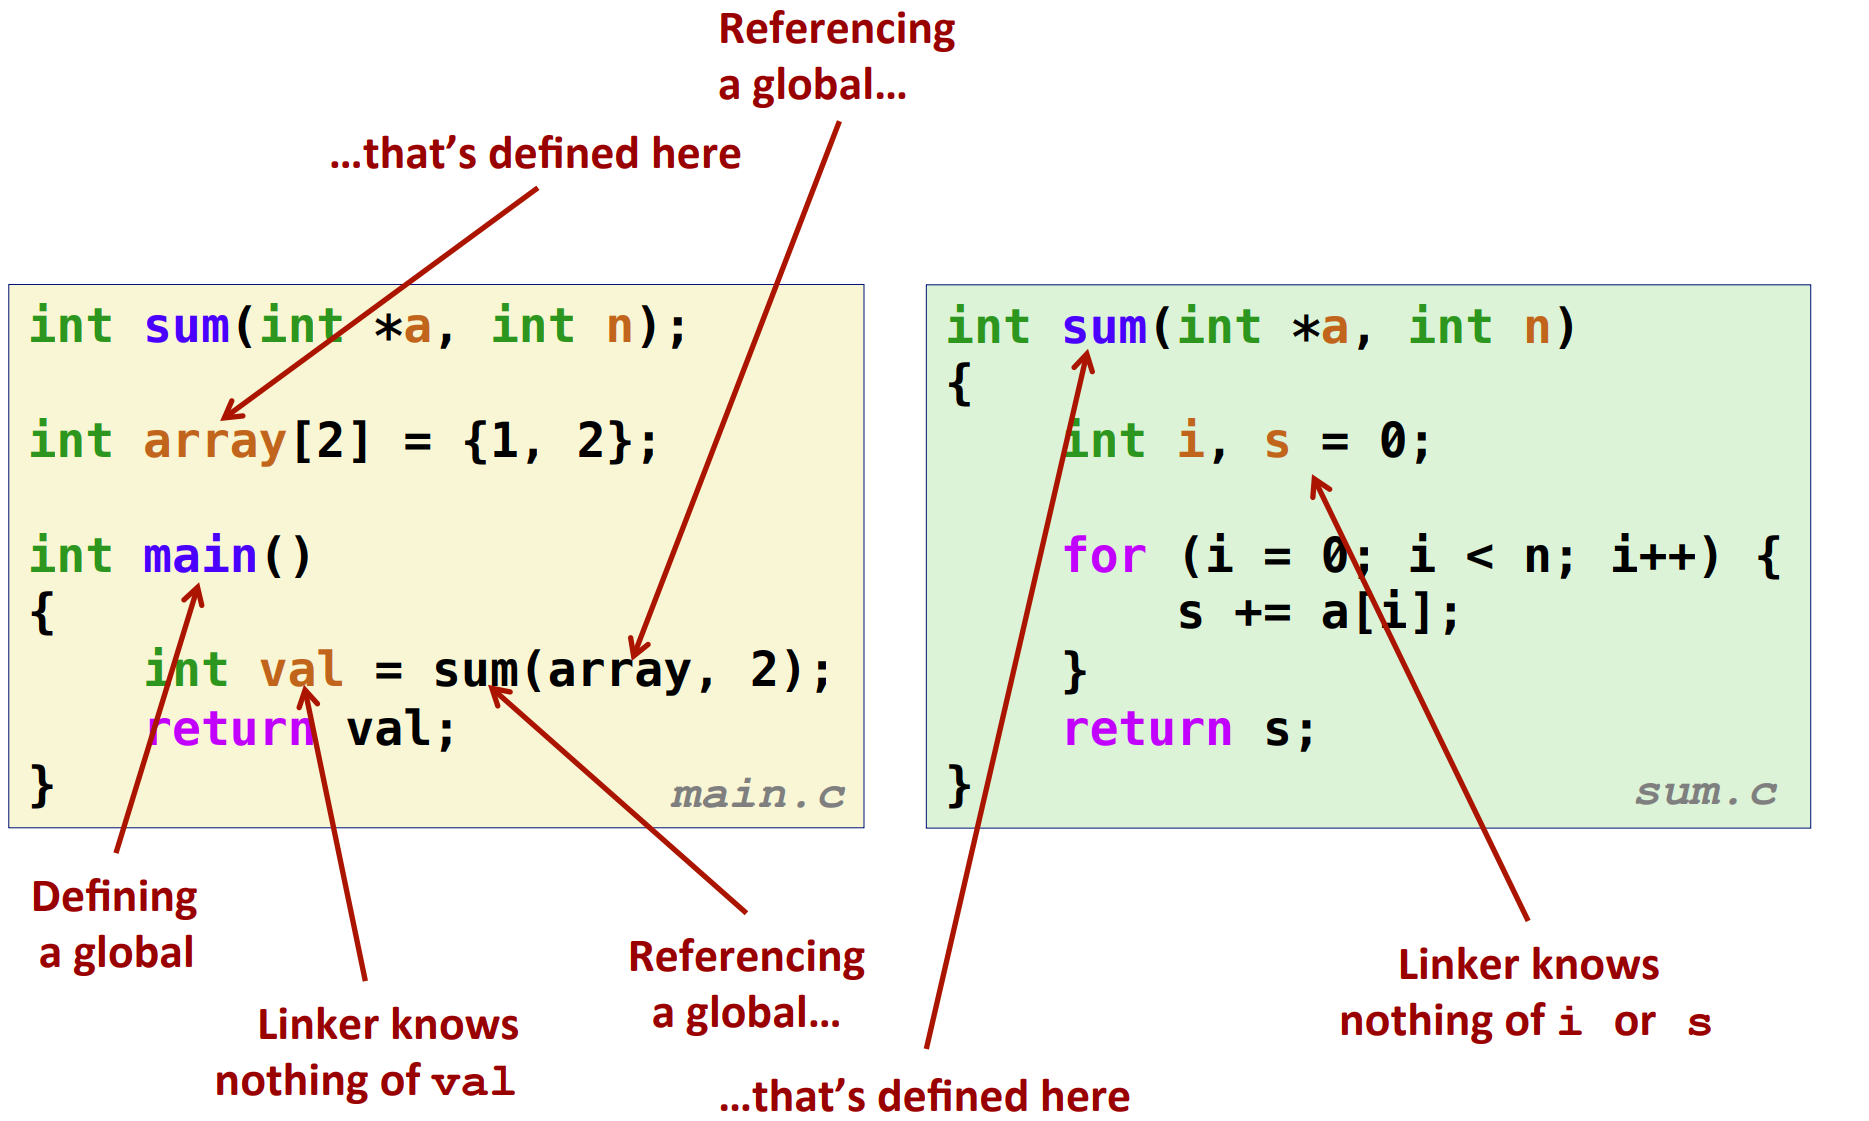 Referencing
a global…
…that’s defined here
int sum(int *a, int n);
int array[2] = {1, 2};
int main()
{
    int val = sum(array, 2);
    return val;
}
main.c
int sum(int *a, int n)
{
    int i, s = 0;
    for (i = 0; i < n; i++) {
        s += a[i];
    }
    return s;
}
sum.c
Defining
a global
Linker knows
nothing of val
Referencing
a global…
…that’s defined here
Linker knows
nothing of i or s